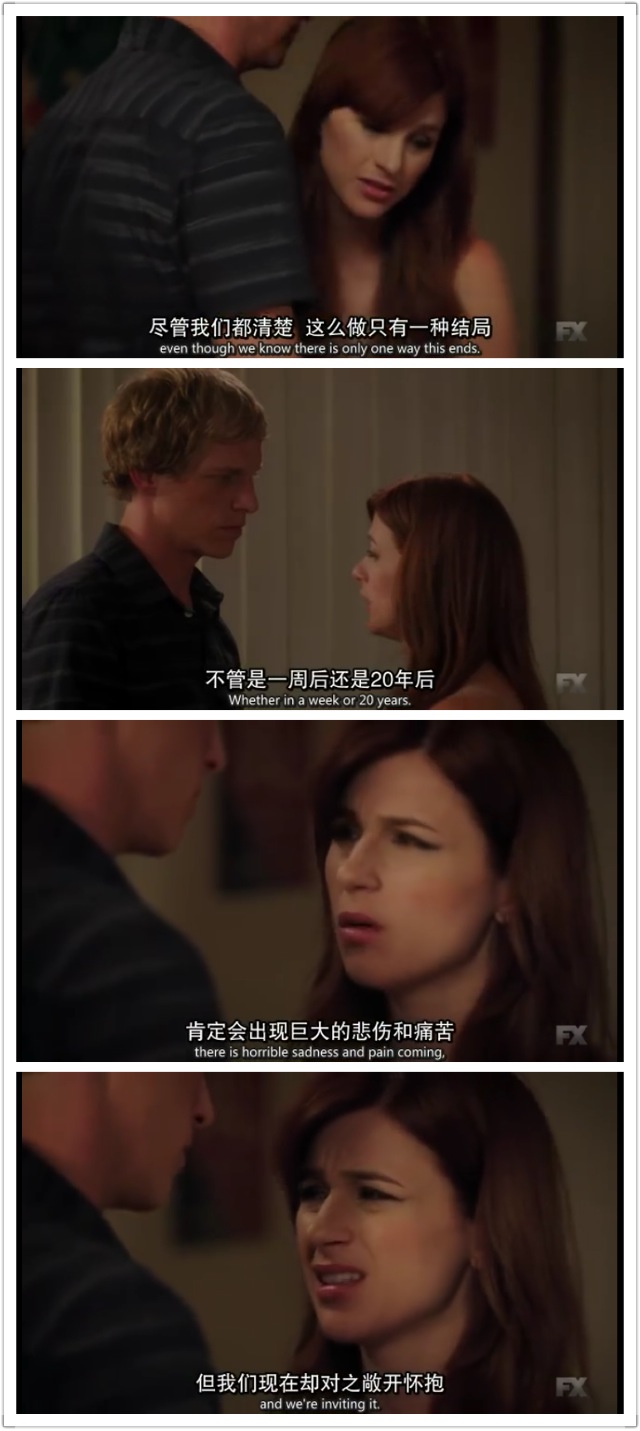 尽管我们都清楚 这么做只有一种结局
even though we know there is only one way this ends.
FX
不管是一周后还是20年后
Whether in a week or 20 years.
FX
肯定会出现巨大的悲伤和痛苦
there is horrible sadness and pain coming,
FX
但我们现在却对之敞开怀抱
and we're inviting it.
FX